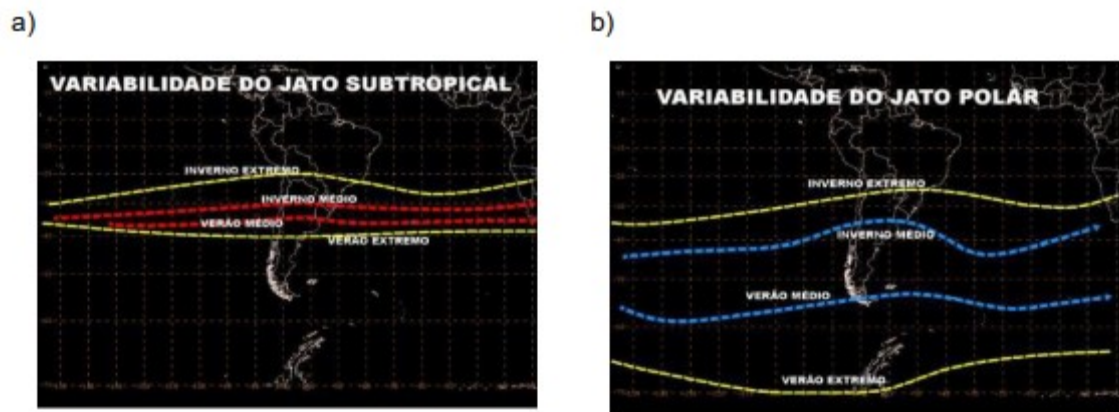 a)
b)
VARIABILIDADE DO JATO SUBTROPICAL
INVERNO EXTREMO
INVERNO MÉDIO
VERÃO MÉDIO
VERÃO EXTREMO
VARIABILIDADE DO JATO POLAR
INVERNO EXTREMO
INVERNO MÉDIO
VERÃO MÉDIO
VERÃO EXTREMO